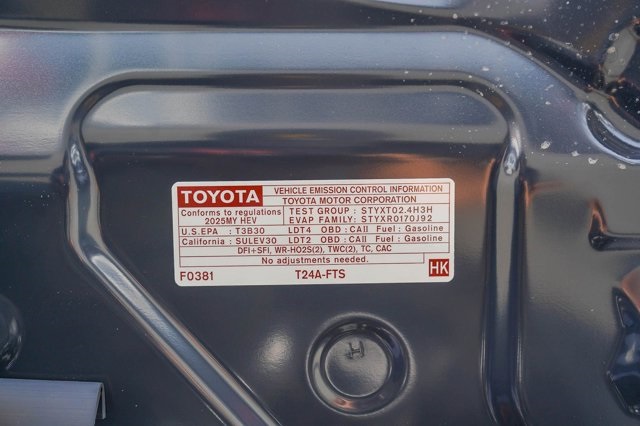 TOYOTA VEHICLE EMISSION CONTROL INFORMATION
TOYOTA MOTOR CORPORATION
Conforms to regulations TEST GROUP : STYXT02.4H3H
2025MY HEV EVAP FAMILY: STYXR0170J92
U.S.EPA : T3B30 LDT4 OBD : CAII Fuel : Gasoline
California : SULEV30 LDT2 OBD : CAII Fuel : Gasoline
DFI+SFI, WR-HO2S(2), TWC(2), TC, CAC
No adjustments needed.
F0381 T24A-FTS HK
H